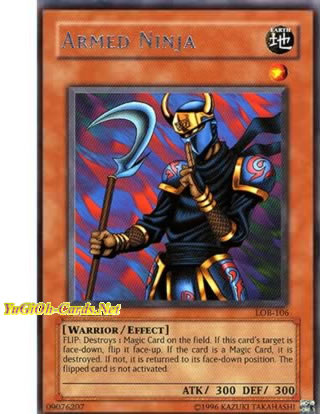 ARMED NINJA
EARTH
地
YuGiOh-Cards.Net
LOB-106
[WARRIOR / EFFECT]
FLIP: Destroys 1 Magic Card on the field. If this card's target is
face-down, flip it face-up. If the card is a Magic Card, it is
destroyed. If not, it is returned to its face-down position. The
flipped card is not activated.
ATK / 300 DEF / 300
09076207 ©1996 KAZUKI TAKAHASHI